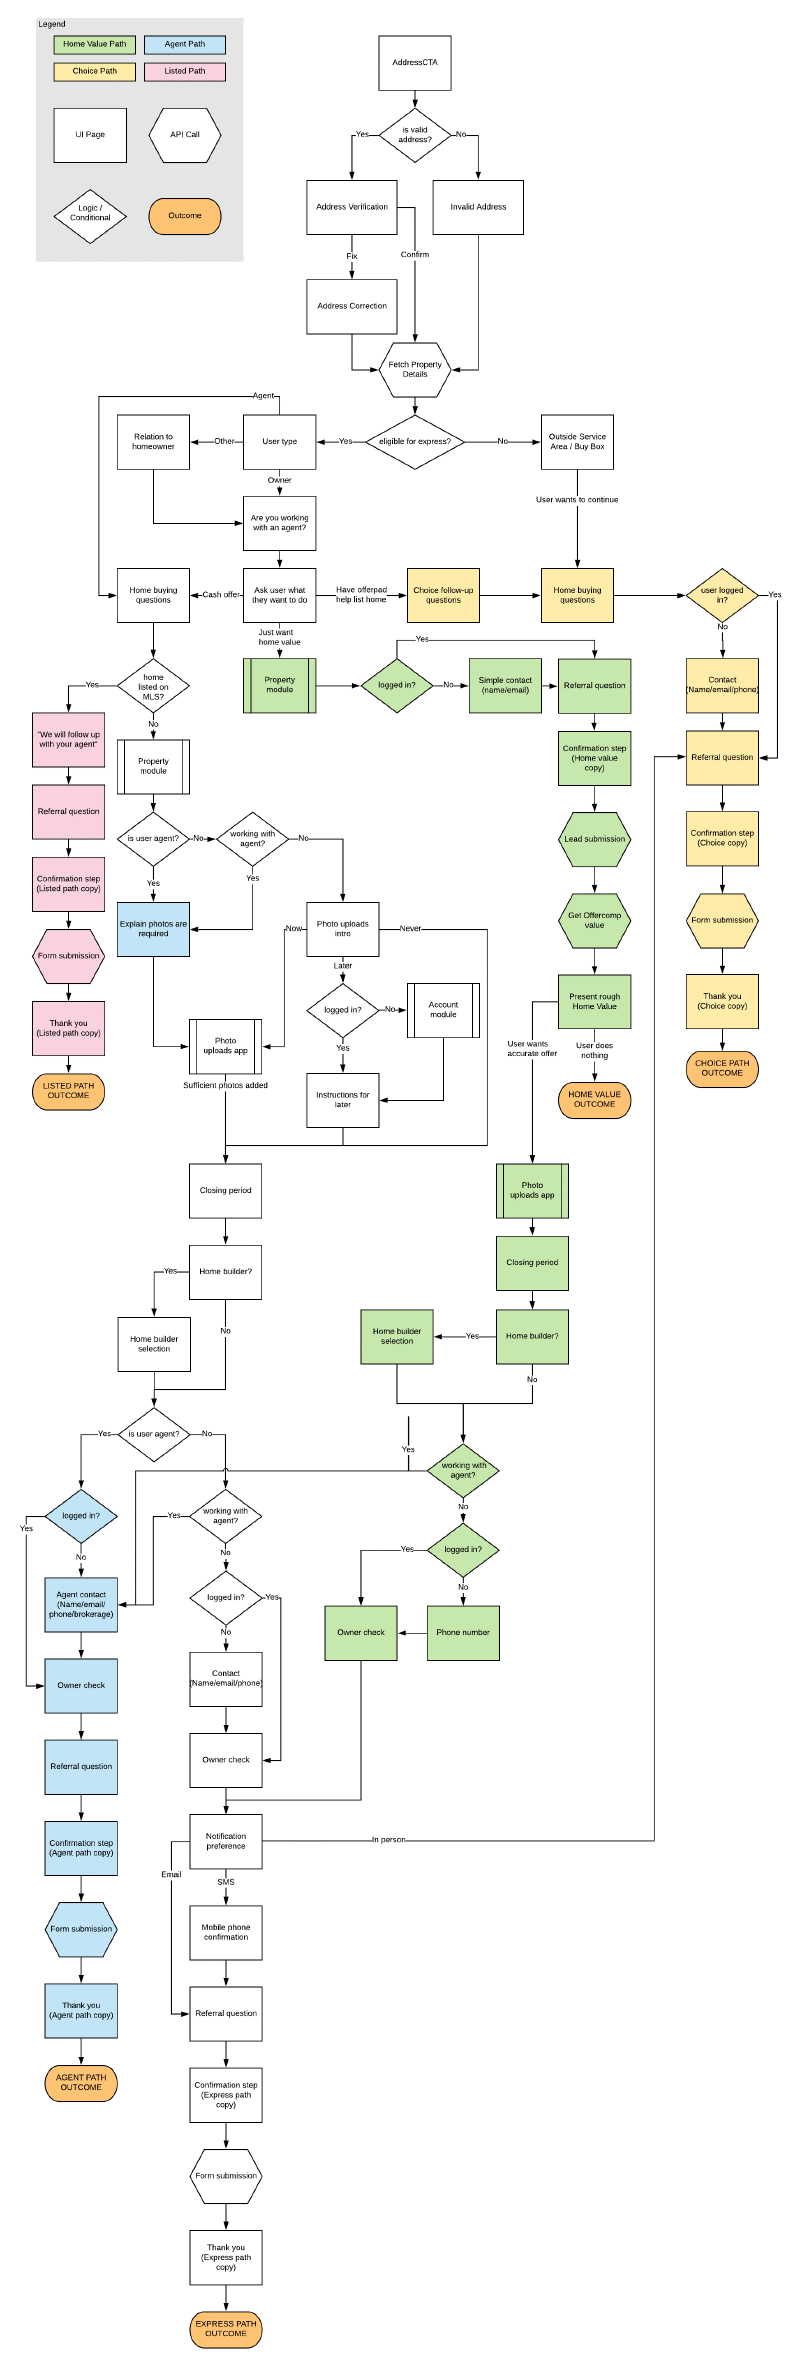 Legend
Home Value Path
Agent Path
Choice Path
Listed Path
UI Page
API Call
Logic /
Conditional
Outcome
AddressCTA
is valid
address?
Yes
No
Address Verification
Invalid Address
Fix
Confirm
Address Correction
Fetch Property
Details
Agent
Relation to
homeowner
Other
User type
Yes
eligible for express?
No
Outside Service
Area / Buy Box
Owner
User wants to continue
Are you working
with an agent?
Home buying
questions
Cash offer
Ask user what
they want to do
Have offerpad
help list home
Choice follow-up
questions
Home buying
questions
user logged
in?
Yes
No
Just want
home value
Yes
home
listed on
MLS?
Yes
No
Property
module
logged in?
No
Simple contact
(name/email)
Referral question
Contact
(Name/email/phone)
"We will follow up
with your agent"
Property
module
Confirmation step
(Home value
copy)
Referral question
Referral question
is user agent?
No
working with
agent?
No
Lead submission
Confirmation step
(Choice copy)
Yes
Yes
Confirmation step
(Listed path copy)
Explain photos are
required
Photo uploads
intro
Now
Never
Get Offercomp
value
Form submission
Form submission
Later
logged in?
No
Account
module
Present rough
Home Value
Thank you
(Choice copy)
Thank you
(Listed path copy)
Photo
uploads app
Yes
User wants
accurate offer
User does
nothing
CHOICE PATH
OUTCOME
LISTED PATH
OUTCOME
Sufficient photos added
Instructions for
later
HOME VALUE
OUTCOME
Closing period
Photo
uploads app
Home builder?
Yes
Closing period
Home builder
selection
No
Home builder
selection
Yes
Home builder?
No
Yes
is user agent?
No
Yes
working with
agent?
No
logged in?
Yes
No
Yes
working with
agent?
No
Yes
logged in?
No
Agent contact
(Name/email/
phone/brokerage)
logged in?
Yes
No
Owner check
Phone number
Owner check
Contact
(Name/email/phone)
Referral question
Owner check
Confirmation step
(Agent path copy)
Notification
preference
In person
Email
SMS
Form submission
Mobile phone
confirmation
Thank you
(Agent path copy)
Referral question
AGENT PATH
OUTCOME
Confirmation step
(Express path
copy)
Form submission
Thank you
(Express path
copy)
EXPRESS PATH
OUTCOME